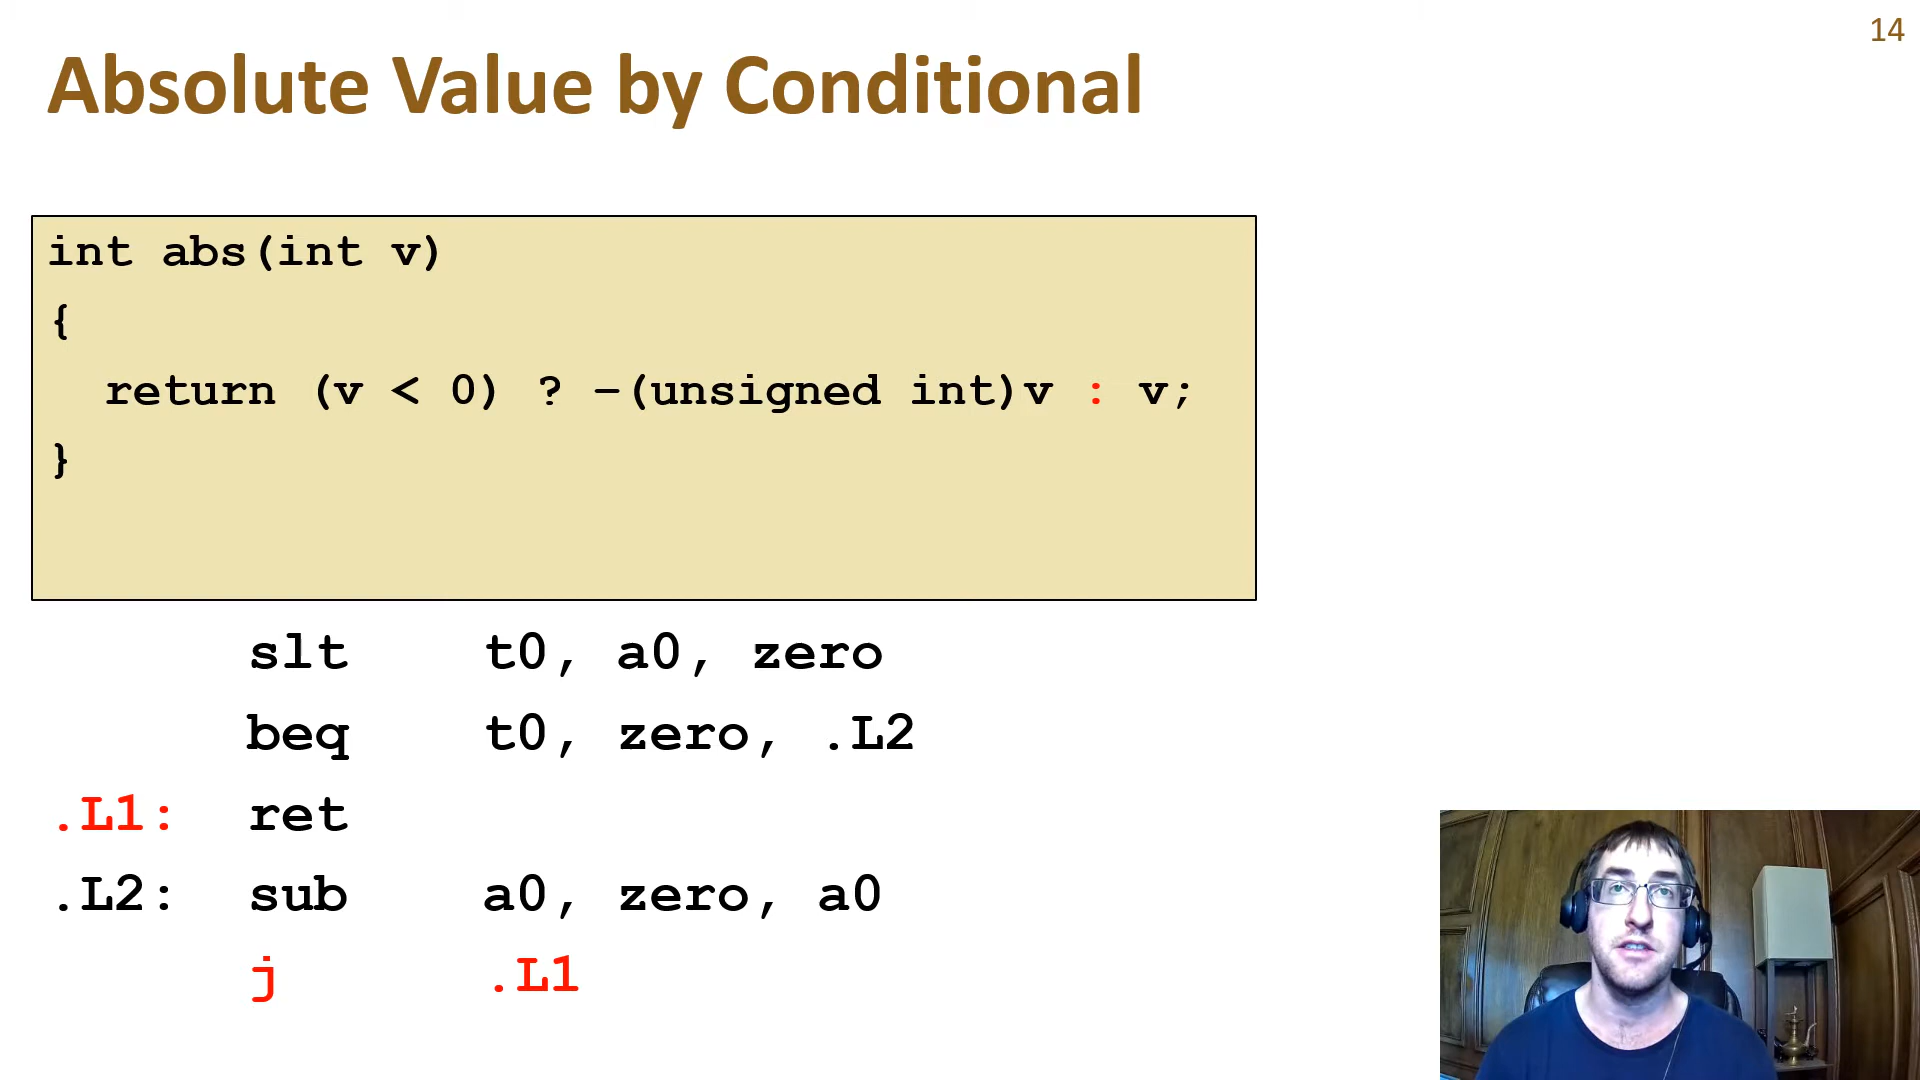 14
Absolute Value by Conditional
int abs(int v)
{
  return (v < 0) ? -(unsigned int)v : v;
}
slt t0, a0, zero
beq t0, zero, .L2
.L1: ret
.L2: sub a0, zero, a0
j .L1